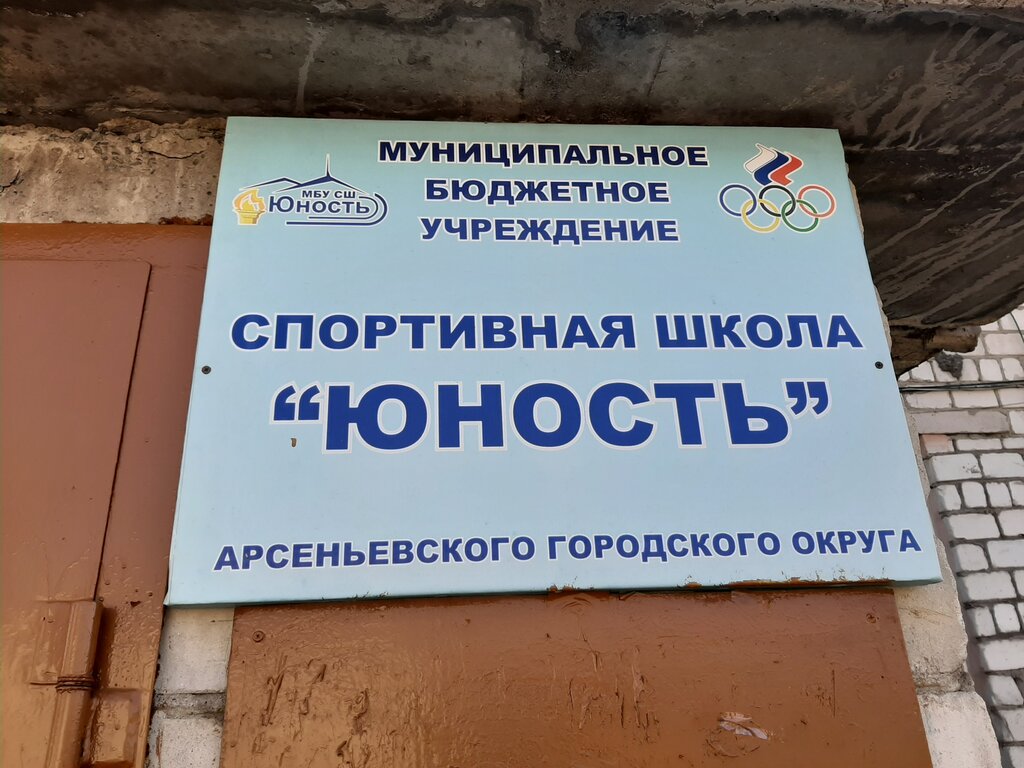 МУНИЦИПАЛЬНОЕ
БЮДЖЕТНОЕ
УЧРЕЖДЕНИЕ
МБУ СШ
ЮНОСТЬ
СПОРТИВНАЯ ШКОЛА
“ЮНОСТЬ”
АРСЕНЬЕВСКОГО ГОРОДСКОГО ОКРУГА